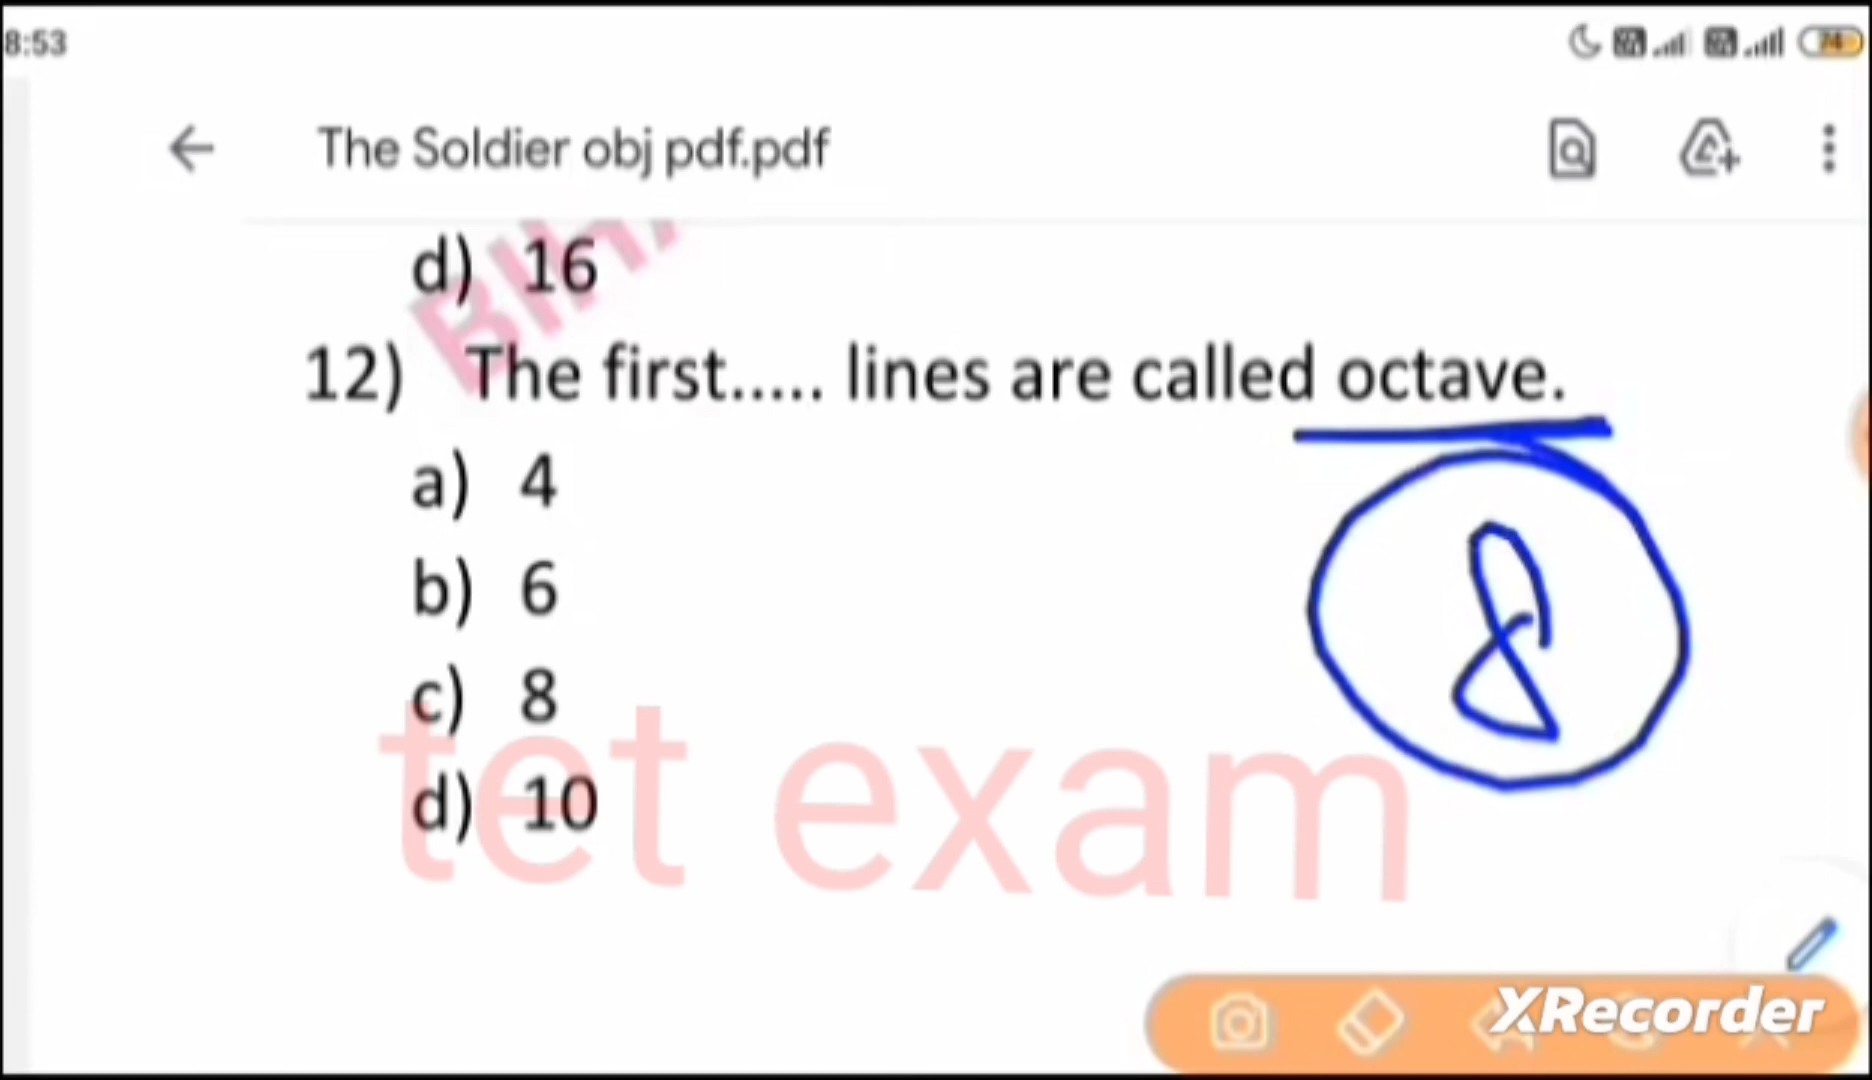 8:53
74
The Soldier obj pdf.pdf
d) 16
12) The first..... lines are called octave.
a) 4
b) 6
c) 8
d) 10
8
tet exam
XRecorder